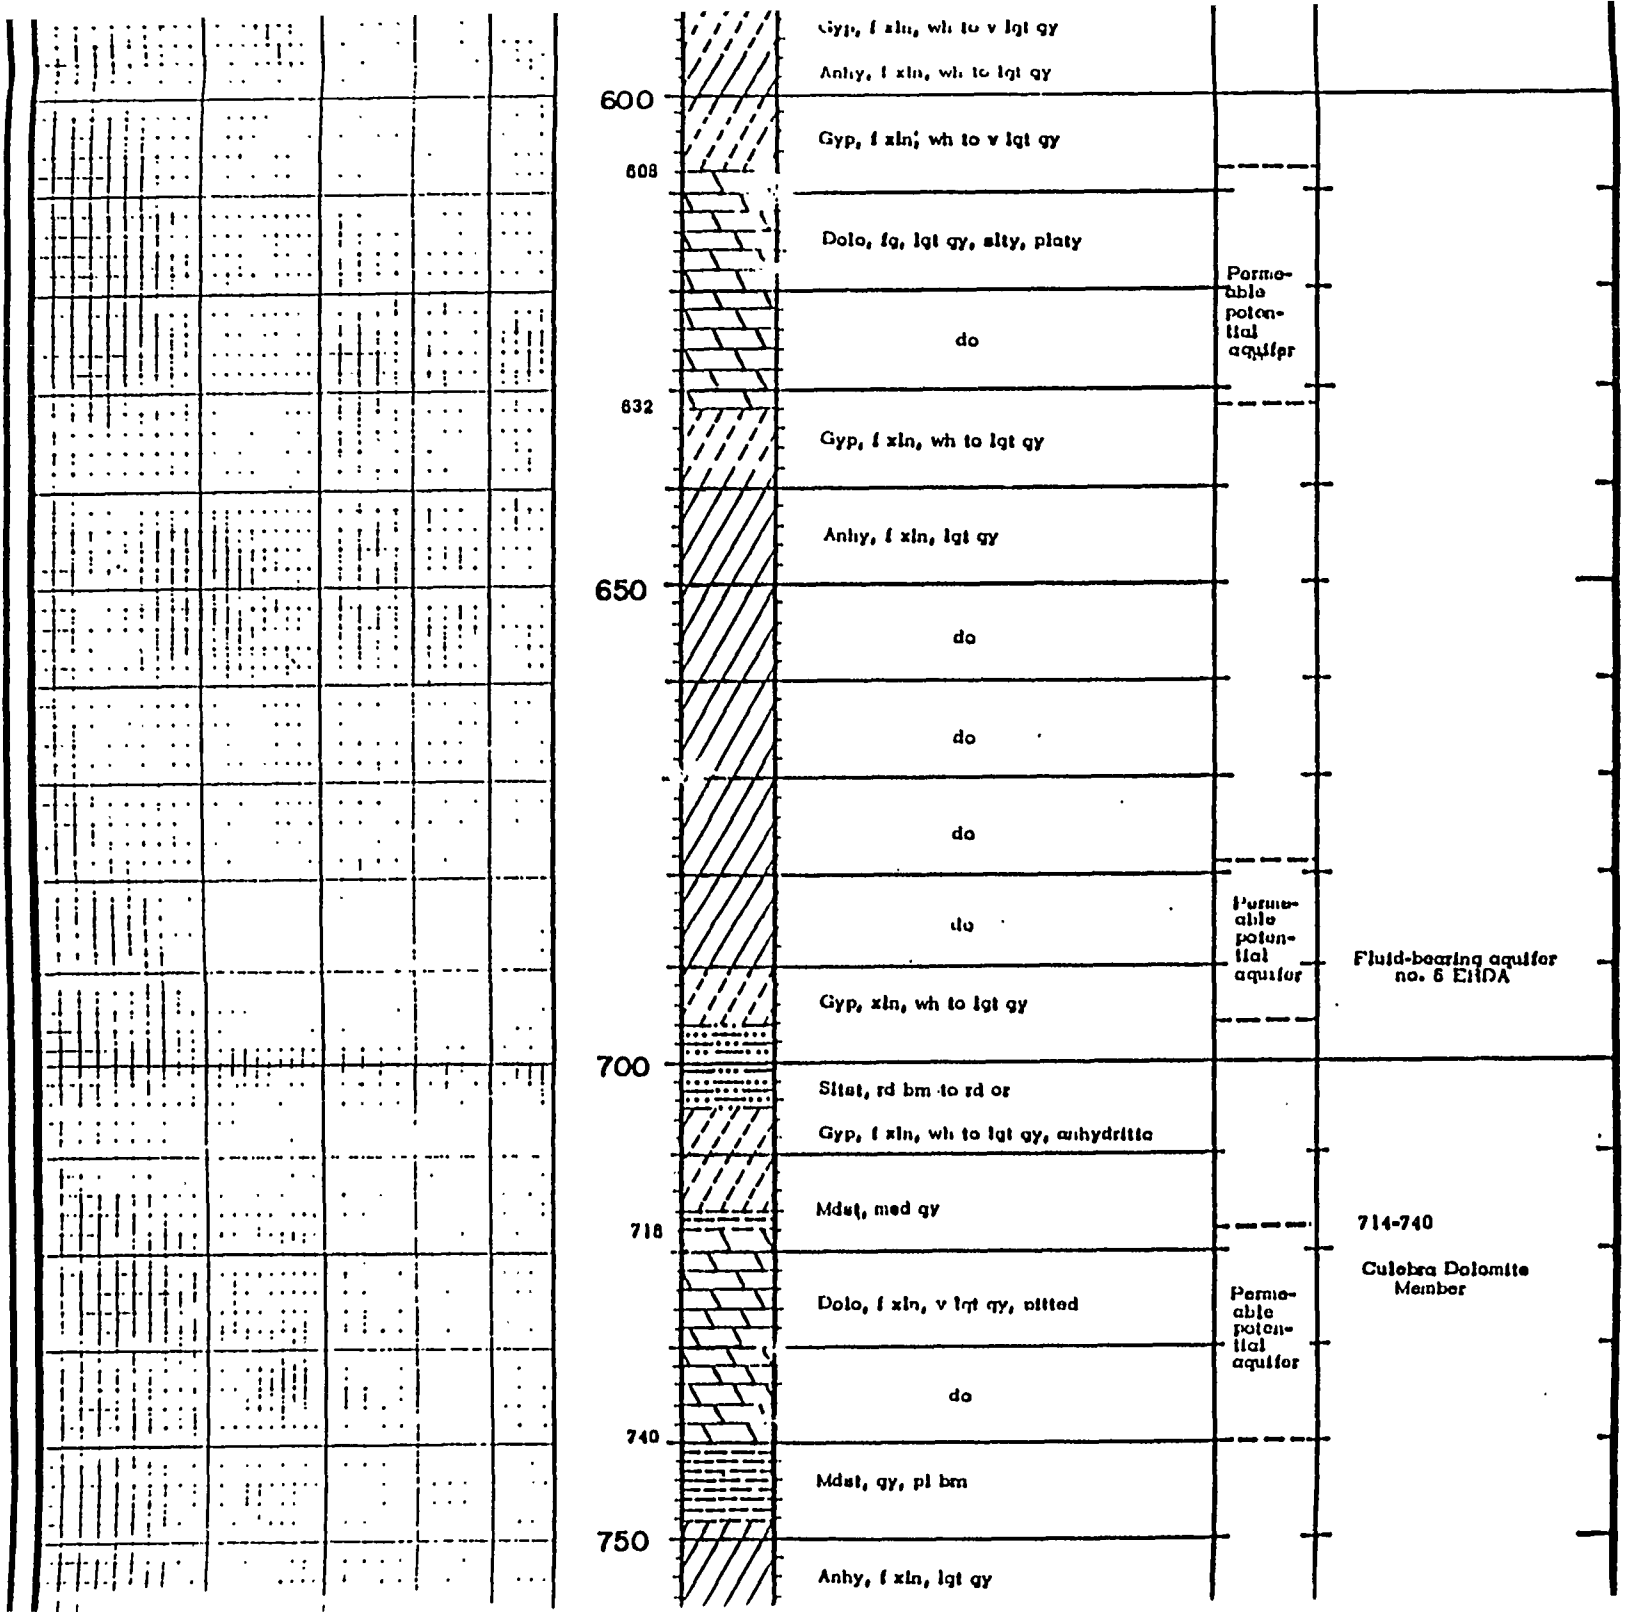 Gyp, f xln, wh to v lgt gy
Anhy, f xln, wh to lgt gy
600
Gyp, f xln, wh to v lgt gy
608
Dolo, fg, lgt gy, slty, platy
Perme-
able
poten-
tial
aquifer
do
632
Gyp, f xln, wh to lgt gy
Anhy, f xln, lgt gy
650
do
do
do
Perme-
able
poten-
tial
aquifer
do
Fluid-bearing aquifer
no. 6 ERDA
Gyp, xln, wh to lgt gy
700
Sltst, rd brn to rd or
Gyp, f xln, wh to lgt gy, anhydritic
Mdst, med gy
718
714-740
Culebra Dolomite
Member
Dolo, f xln, v lgt gy, pitted
Perme-
able
poten-
tial
aquifer
do
740
Mdst, gy, pl brn
750
Anhy, f xln, lgt gy